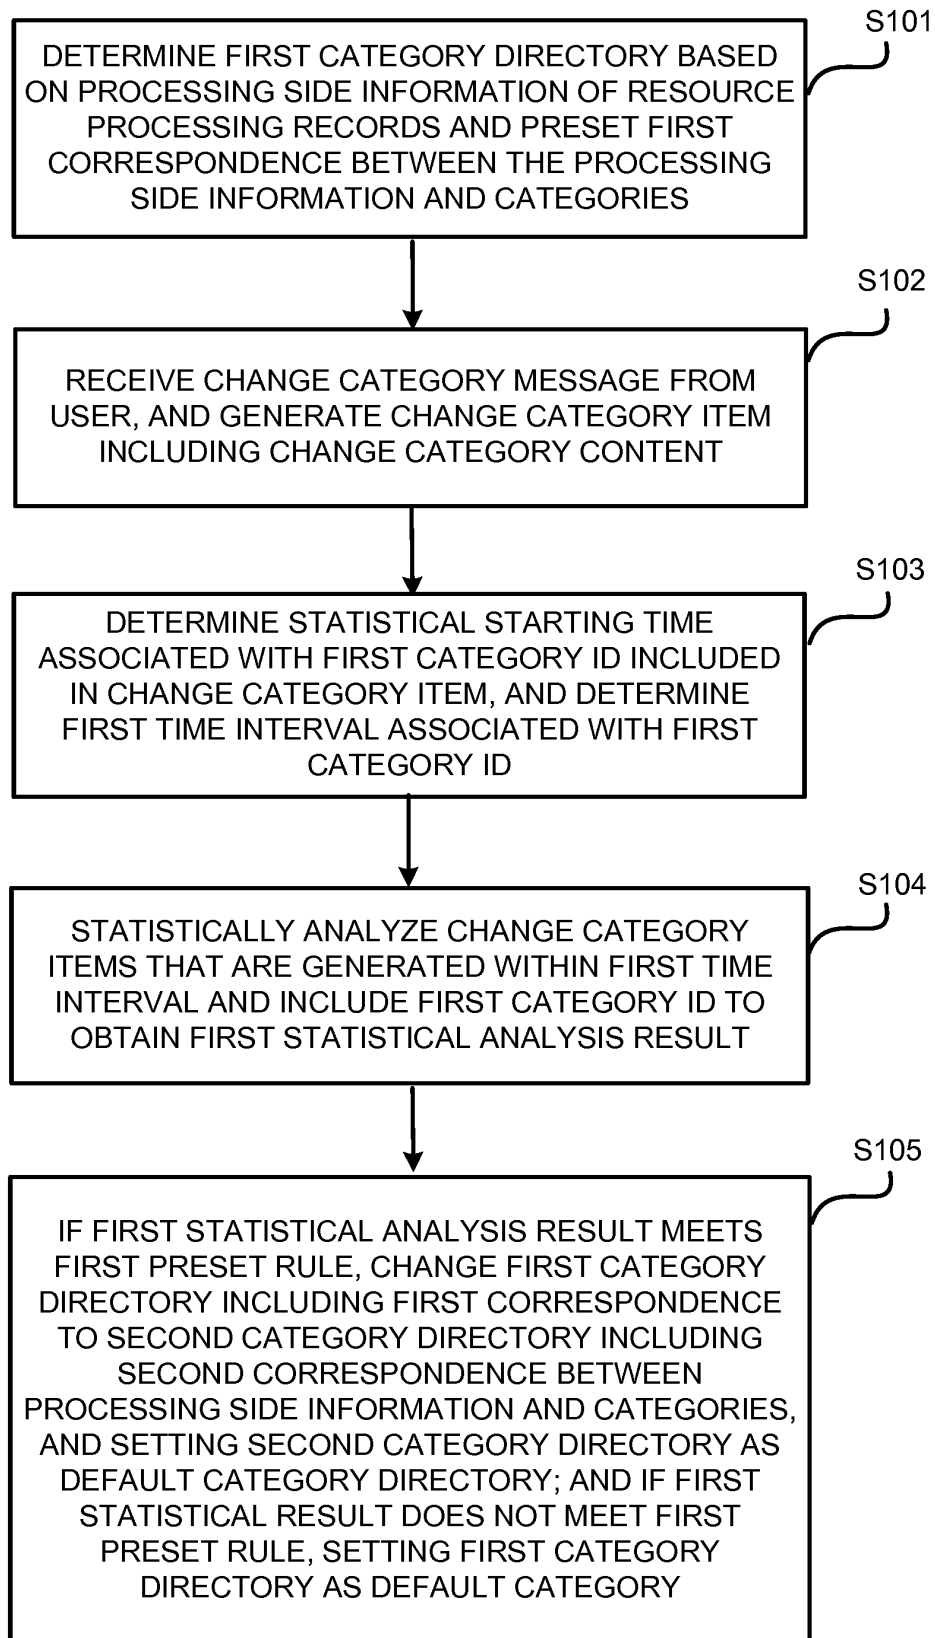 S101
DETERMINE FIRST CATEGORY DIRECTORY BASED
ON PROCESSING SIDE INFORMATION OF RESOURCE
PROCESSING RECORDS AND PRESET FIRST
CORRESPONDENCE BETWEEN THE PROCESSING
SIDE INFORMATION AND CATEGORIES
S102
RECEIVE CHANGE CATEGORY MESSAGE FROM
USER, AND GENERATE CHANGE CATEGORY ITEM
INCLUDING CHANGE CATEGORY CONTENT
S103
DETERMINE STATISTICAL STARTING TIME
ASSOCIATED WITH FIRST CATEGORY ID INCLUDED
IN CHANGE CATEGORY ITEM, AND DETERMINE
FIRST TIME INTERVAL ASSOCIATED WITH FIRST
CATEGORY ID
S104
STATISTICALLY ANALYZE CHANGE CATEGORY
ITEMS THAT ARE GENERATED WITHIN FIRST TIME
INTERVAL AND INCLUDE FIRST CATEGORY ID TO
OBTAIN FIRST STATISTICAL ANALYSIS RESULT
S105
IF FIRST STATISTICAL ANALYSIS RESULT MEETS
FIRST PRESET RULE, CHANGE FIRST CATEGORY
DIRECTORY INCLUDING FIRST CORRESPONDENCE
TO SECOND CATEGORY DIRECTORY INCLUDING
SECOND CORRESPONDENCE BETWEEN
PROCESSING SIDE INFORMATION AND CATEGORIES,
AND SETTING SECOND CATEGORY DIRECTORY AS
DEFAULT CATEGORY DIRECTORY; AND IF FIRST
STATISTICAL RESULT DOES NOT MEET FIRST
PRESET RULE, SETTING FIRST CATEGORY
DIRECTORY AS DEFAULT CATEGORY